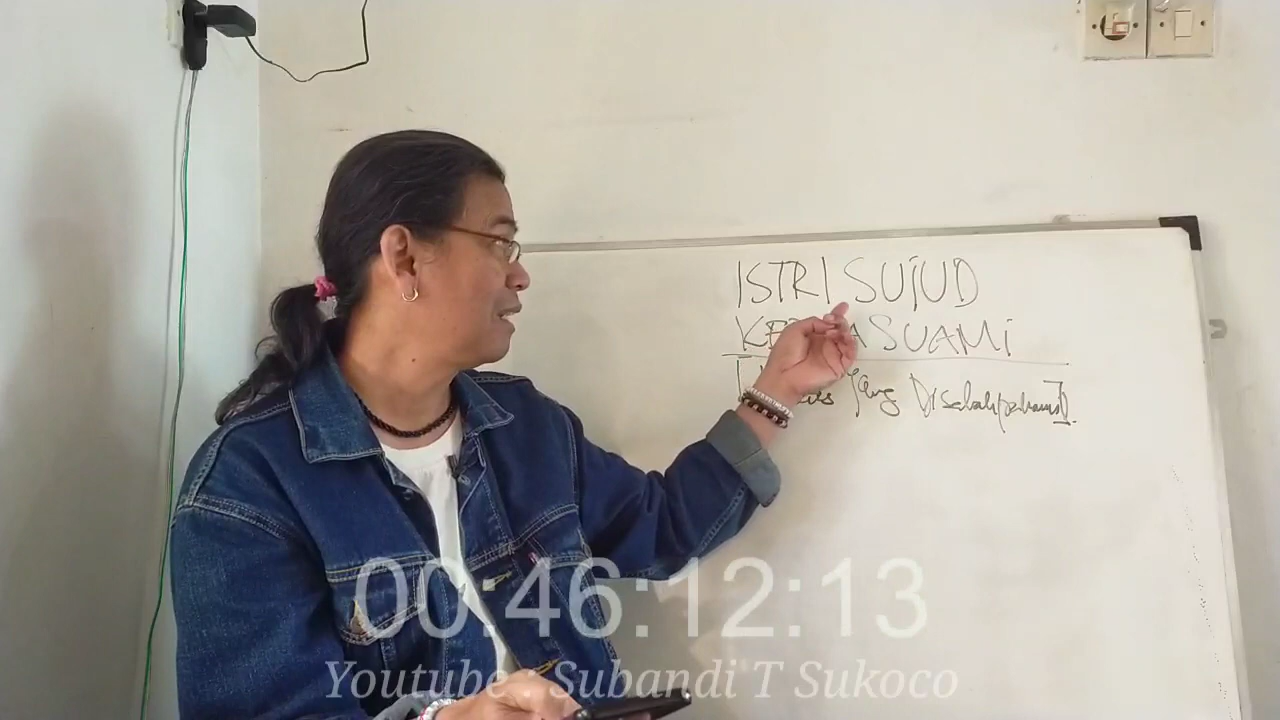 ISTRI SUJUD
SUAMI
Yang Disalahpahami].
00:46:12:13
Youtube : Subandi T Sukoco